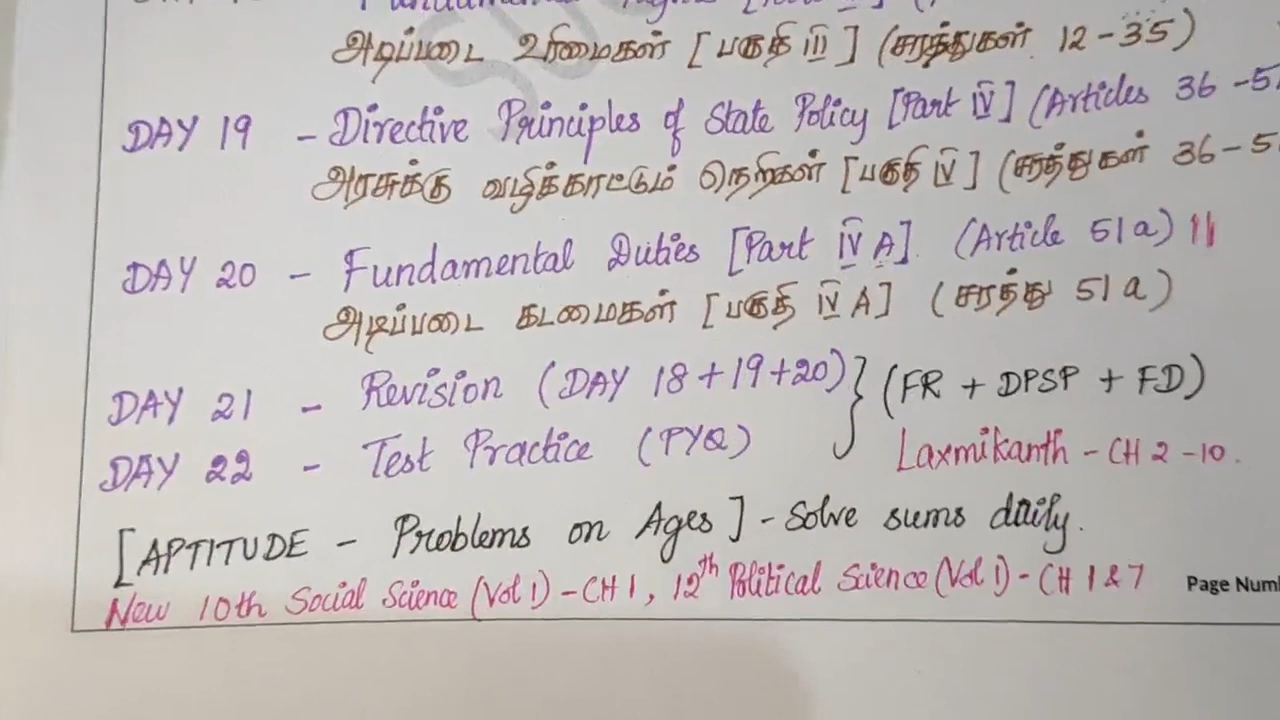 அடிப்படை உரிமைகள் [பகுதி III] (சரத்துகள் 12-35)
DAY 19 - Directive Principles of State Policy [Part IV] (Articles 36-5
அரசுக்கு வழிக்காட்டும் நெறிகள் [பகுதி IV] (சரத்துகள் 36-5
DAY 20 - Fundamental Duties [Part IV A]. (Article 51a) 11
அடிப்படை கடமைகள் [பகுதி IV A] (சரத்து 51a)
DAY 21 - Revision (DAY 18+19+20) } (FR + DPSP + FD)
DAY 22 - Test Practice (PYQ) Laxmikanth - CH 2-10.
[APTITUDE - Problems on Ages] - Solve sums daily.
New 10th Social Science (Vol 1) - CH 1, 12th Political Science (Vol 1) - CH 1 & 7
Page Num